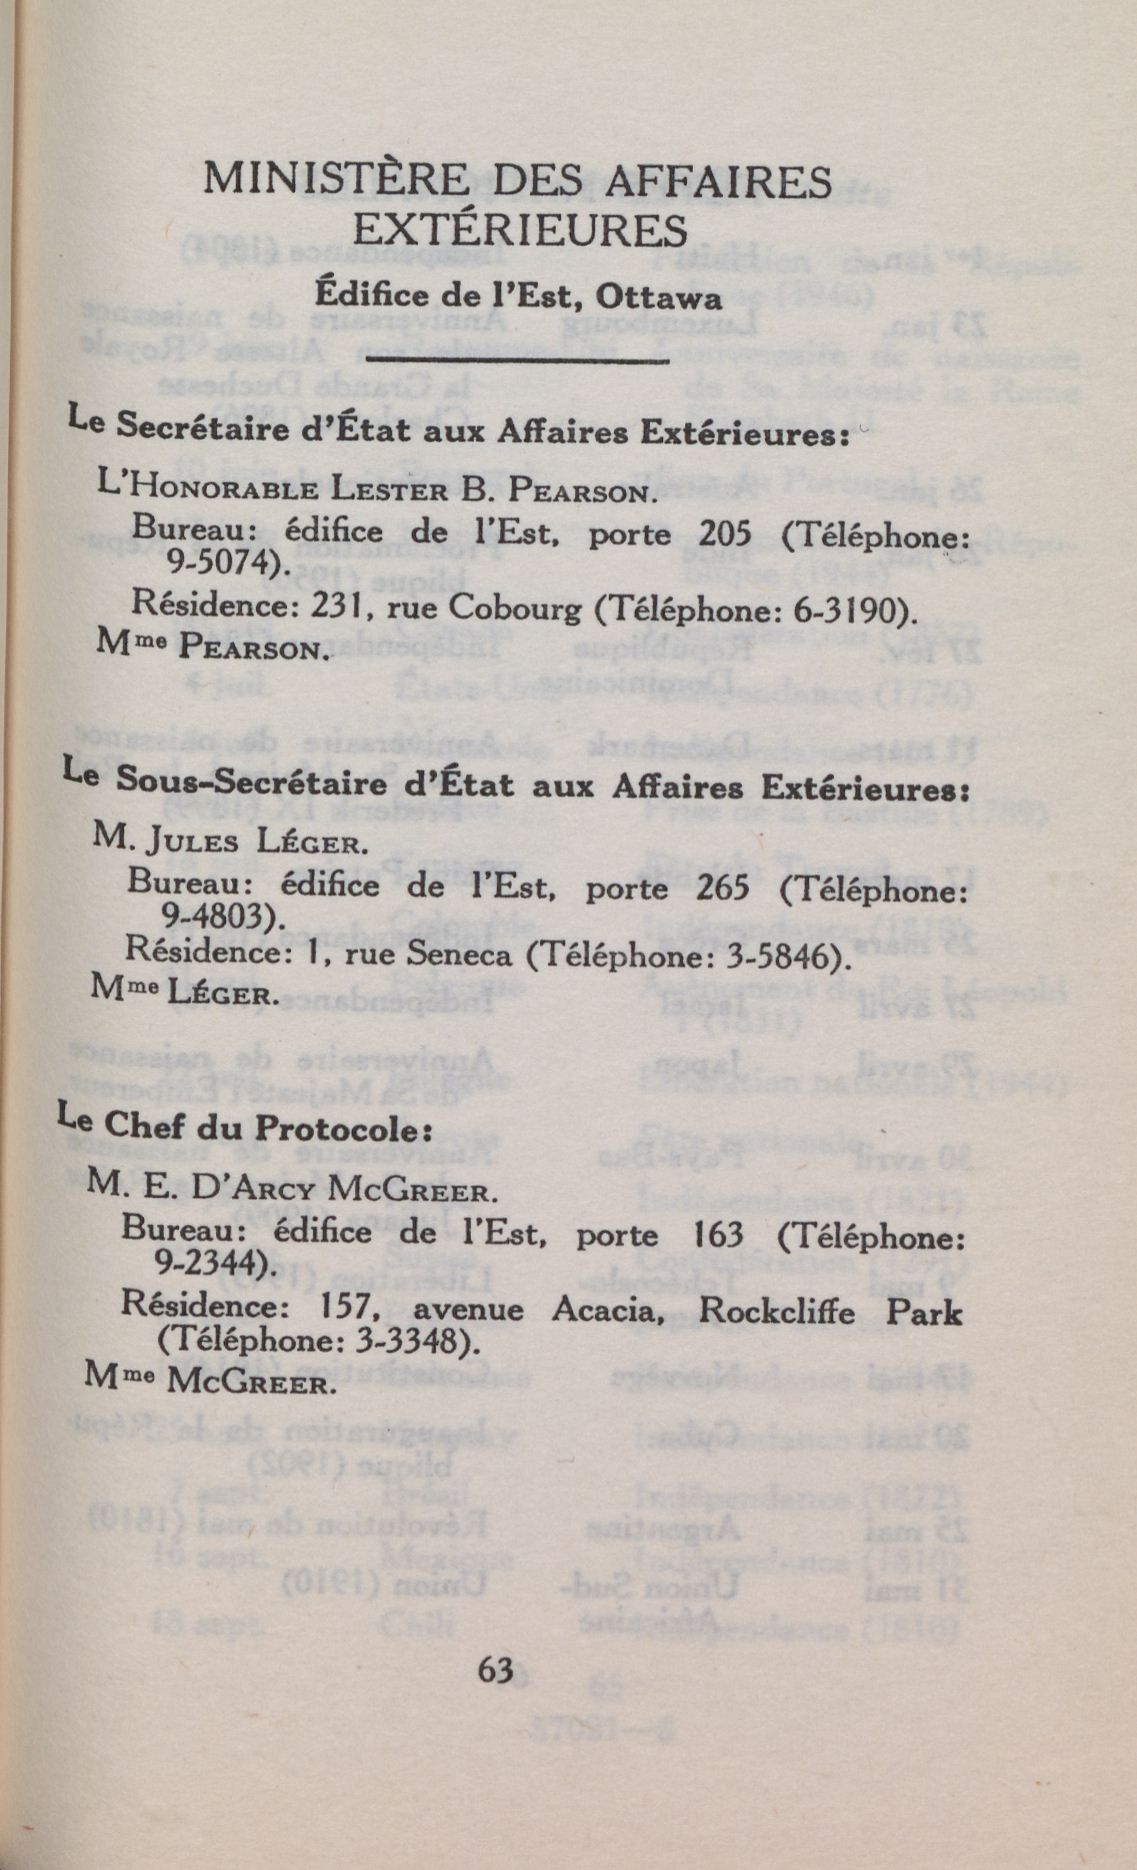 MINISTÈRE DES AFFAIRES
EXTÉRIEURES
Édifice de l'Est, Ottawa
Le Secrétaire d'État aux Affaires Extérieures:
L'HONORABLE LESTER B. PEARSON.
Bureau: édifice de l'Est, porte 205 (Téléphone:
9-5074).
Résidence: 231, rue Cobourg (Téléphone: 6-3190).
Mme PEARSON.
Le Sous-Secrétaire d'État aux Affaires Extérieures:
M. JULES LÉGER.
Bureau: édifice de l'Est, porte 265 (Téléphone:
9-4803).
Résidence: 1, rue Seneca (Téléphone: 3-5846).
Mme LÉGER.
Le Chef du Protocole:
M. E. D'ARCY MCGREER.
Bureau: édifice de l'Est, porte 163 (Téléphone:
9-2344).
Résidence: 157, avenue Acacia, Rockcliffe Park
(Téléphone: 3-3348).
Mme MCGREER.
63